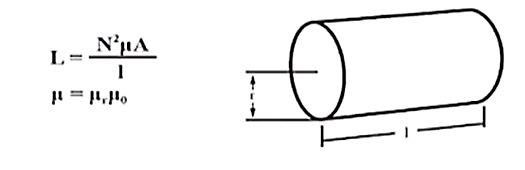 L = N²μA / l
μ = μᵣμ₀
r
l